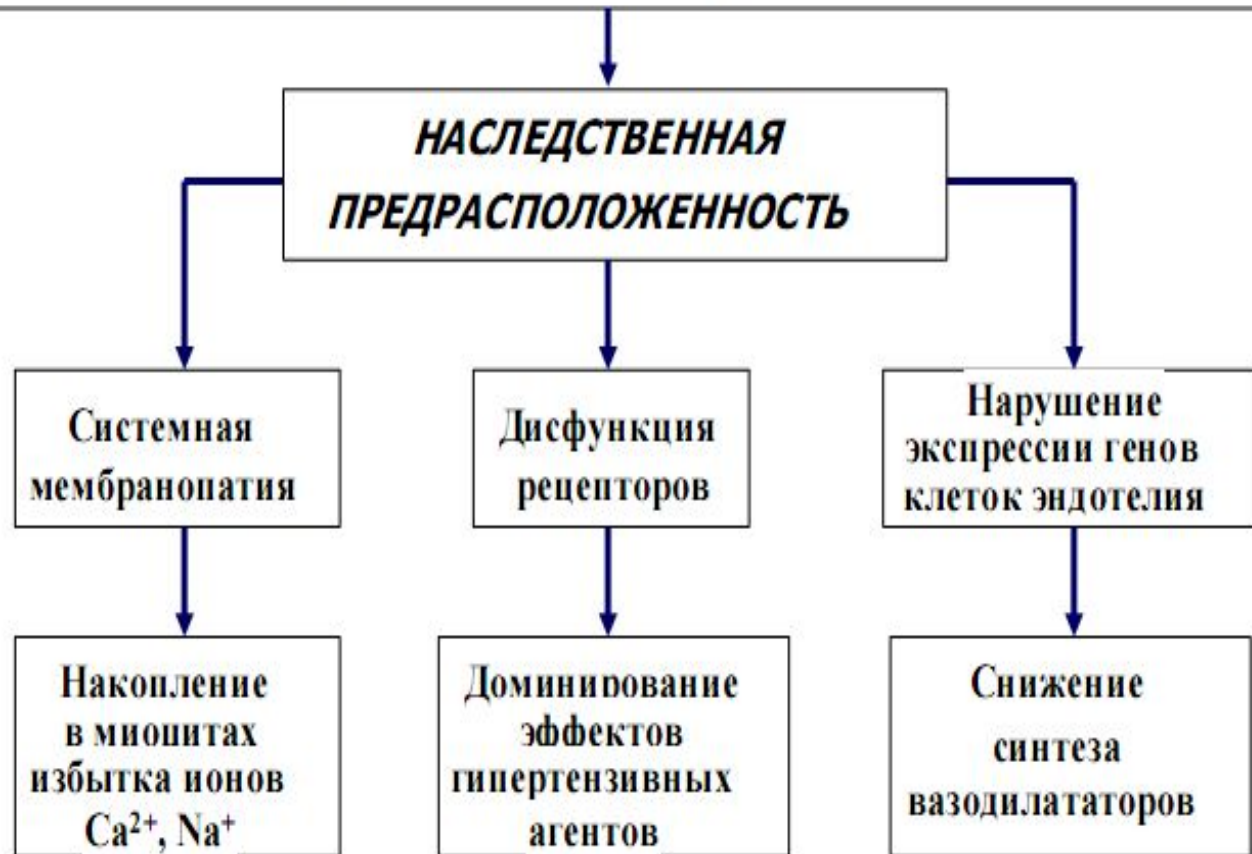 НАСЛЕДСТВЕННАЯ
ПРЕДРАСПОЛОЖЕННОСТЬ
Системная
мембранопатия
Дисфункция
рецепторов
Нарушение
экспрессии генов
клеток эндотелия
Накопление
в миоцитах
избытка ионов
Ca²⁺, Na⁺
Доминирование
эффектов
гипертензивных
агентов
Снижение
синтеза
вазодилататоров